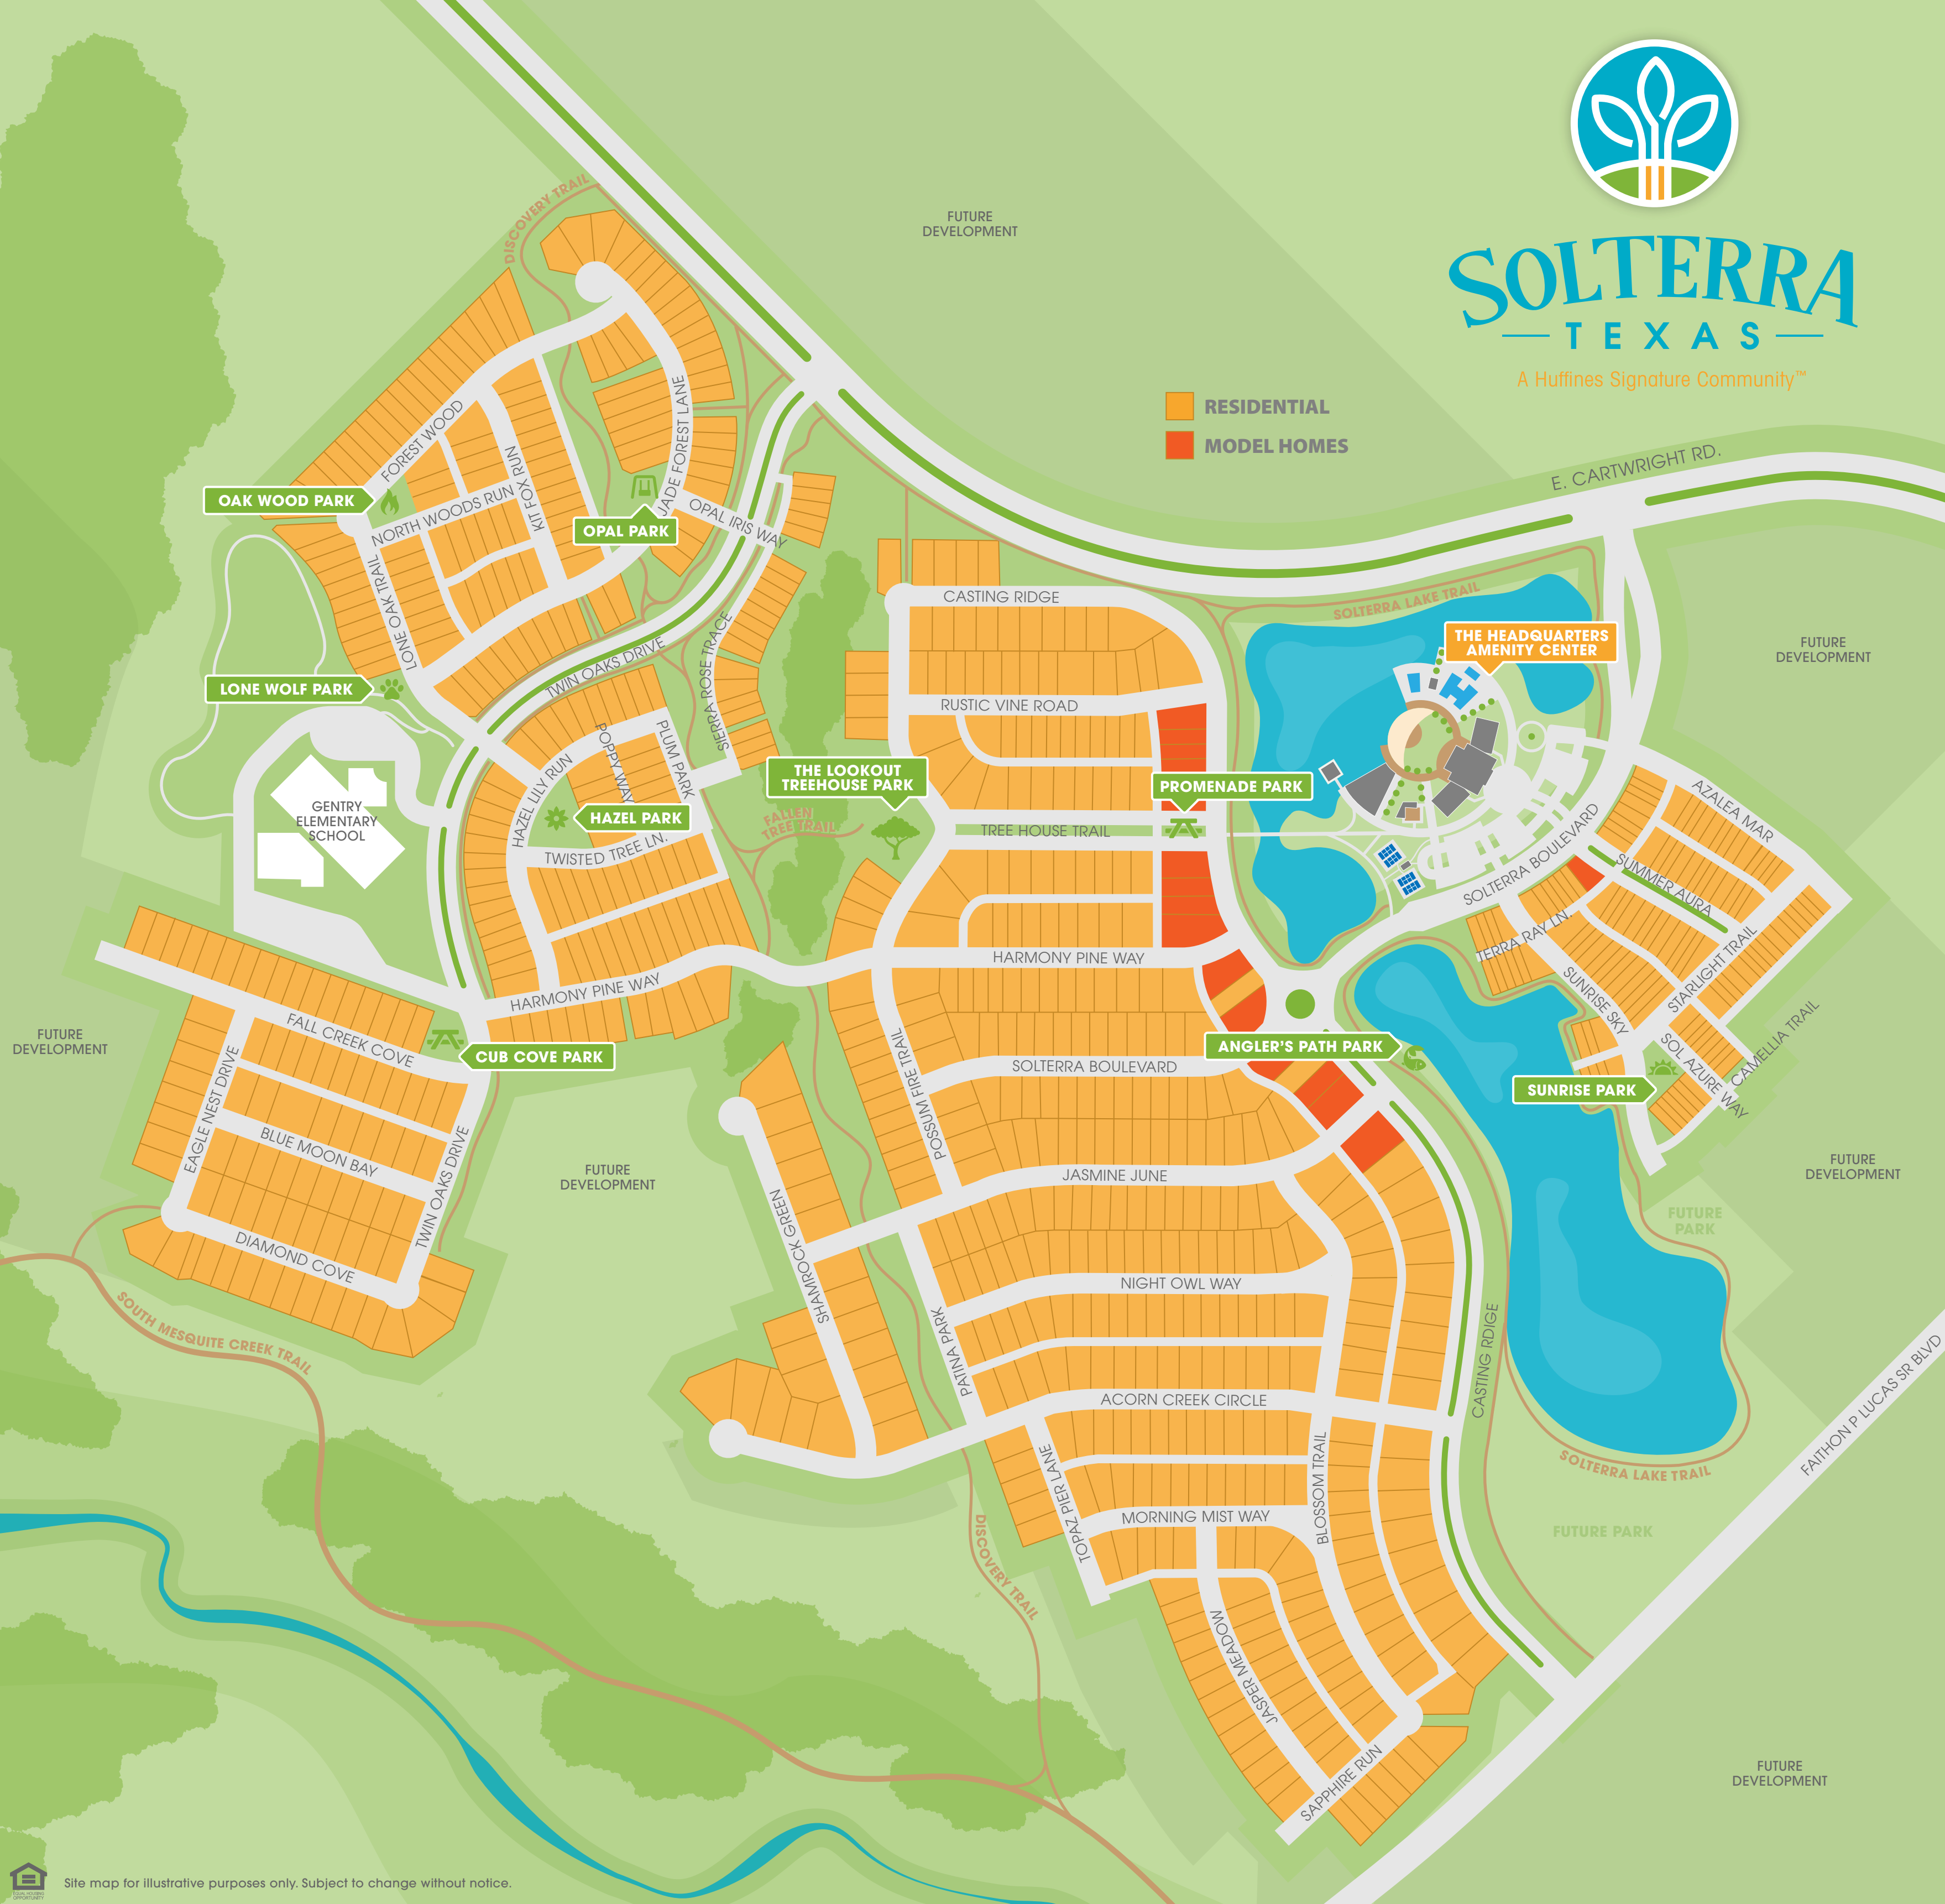 SOLTERRA
TEXAS
A Huffines Signature Community™
RESIDENTIAL
MODEL HOMES
FUTURE
DEVELOPMENT
DISCOVERY TRAIL
E. CARTWRIGHT RD.
FOREST WOOD
JADE FOREST LANE
KIT FOX RUN
OAK WOOD PARK
NORTH WOODS RUN
OPAL PARK
OPAL IRIS WAY
LONE OAK TRAIL
CASTING RIDGE
SOLTERRA LAKE TRAIL
THE HEADQUARTERS
AMENITY CENTER
FUTURE
DEVELOPMENT
LONE WOLF PARK
TWIN OAKS DRIVE
SIERRA ROSE TRACE
RUSTIC VINE ROAD
POPPY WAY
PLUM PARK
HAZEL LILY RUN
THE LOOKOUT
TREEHOUSE PARK
PROMENADE PARK
AZALEA MAR
GENTRY
ELEMENTARY
SCHOOL
HAZEL PARK
FALLEN
TREE TRAIL
TREE HOUSE TRAIL
TWISTED TREE LN.
SOLTERRA BOULEVARD
SUMMER AURA
TERRA RAY LN.
STARLIGHT TRAIL
SUNRISE SKY
HARMONY PINE WAY
HARMONY PINE WAY
FUTURE
DEVELOPMENT
FALL CREEK COVE
CUB COVE PARK
ANGLER'S PATH PARK
SOL AZURE WAY
CAMELLIA TRAIL
SUNRISE PARK
POSSUM FIRE TRAIL
SOLTERRA BOULEVARD
EAGLE NEST DRIVE
BLUE MOON BAY
TWIN OAKS DRIVE
FUTURE
DEVELOPMENT
JASMINE JUNE
FUTURE
DEVELOPMENT
FUTURE
PARK
DIAMOND COVE
SHAMROCK GREEN
NIGHT OWL WAY
SOUTH MESQUITE CREEK TRAIL
PATINA PARK
CASTING RDIGE
FAITHON P LUCAS SR BLVD
ACORN CREEK CIRCLE
TOPAZ PIER LANE
BLOSSOM TRAIL
SOLTERRA LAKE TRAIL
MORNING MIST WAY
FUTURE PARK
DISCOVERY TRAIL
JASPER MEADOW
SAPPHIRE RUN
FUTURE
DEVELOPMENT
EQUAL HOUSING
OPPORTUNITY
Site map for illustrative purposes only. Subject to change without notice.